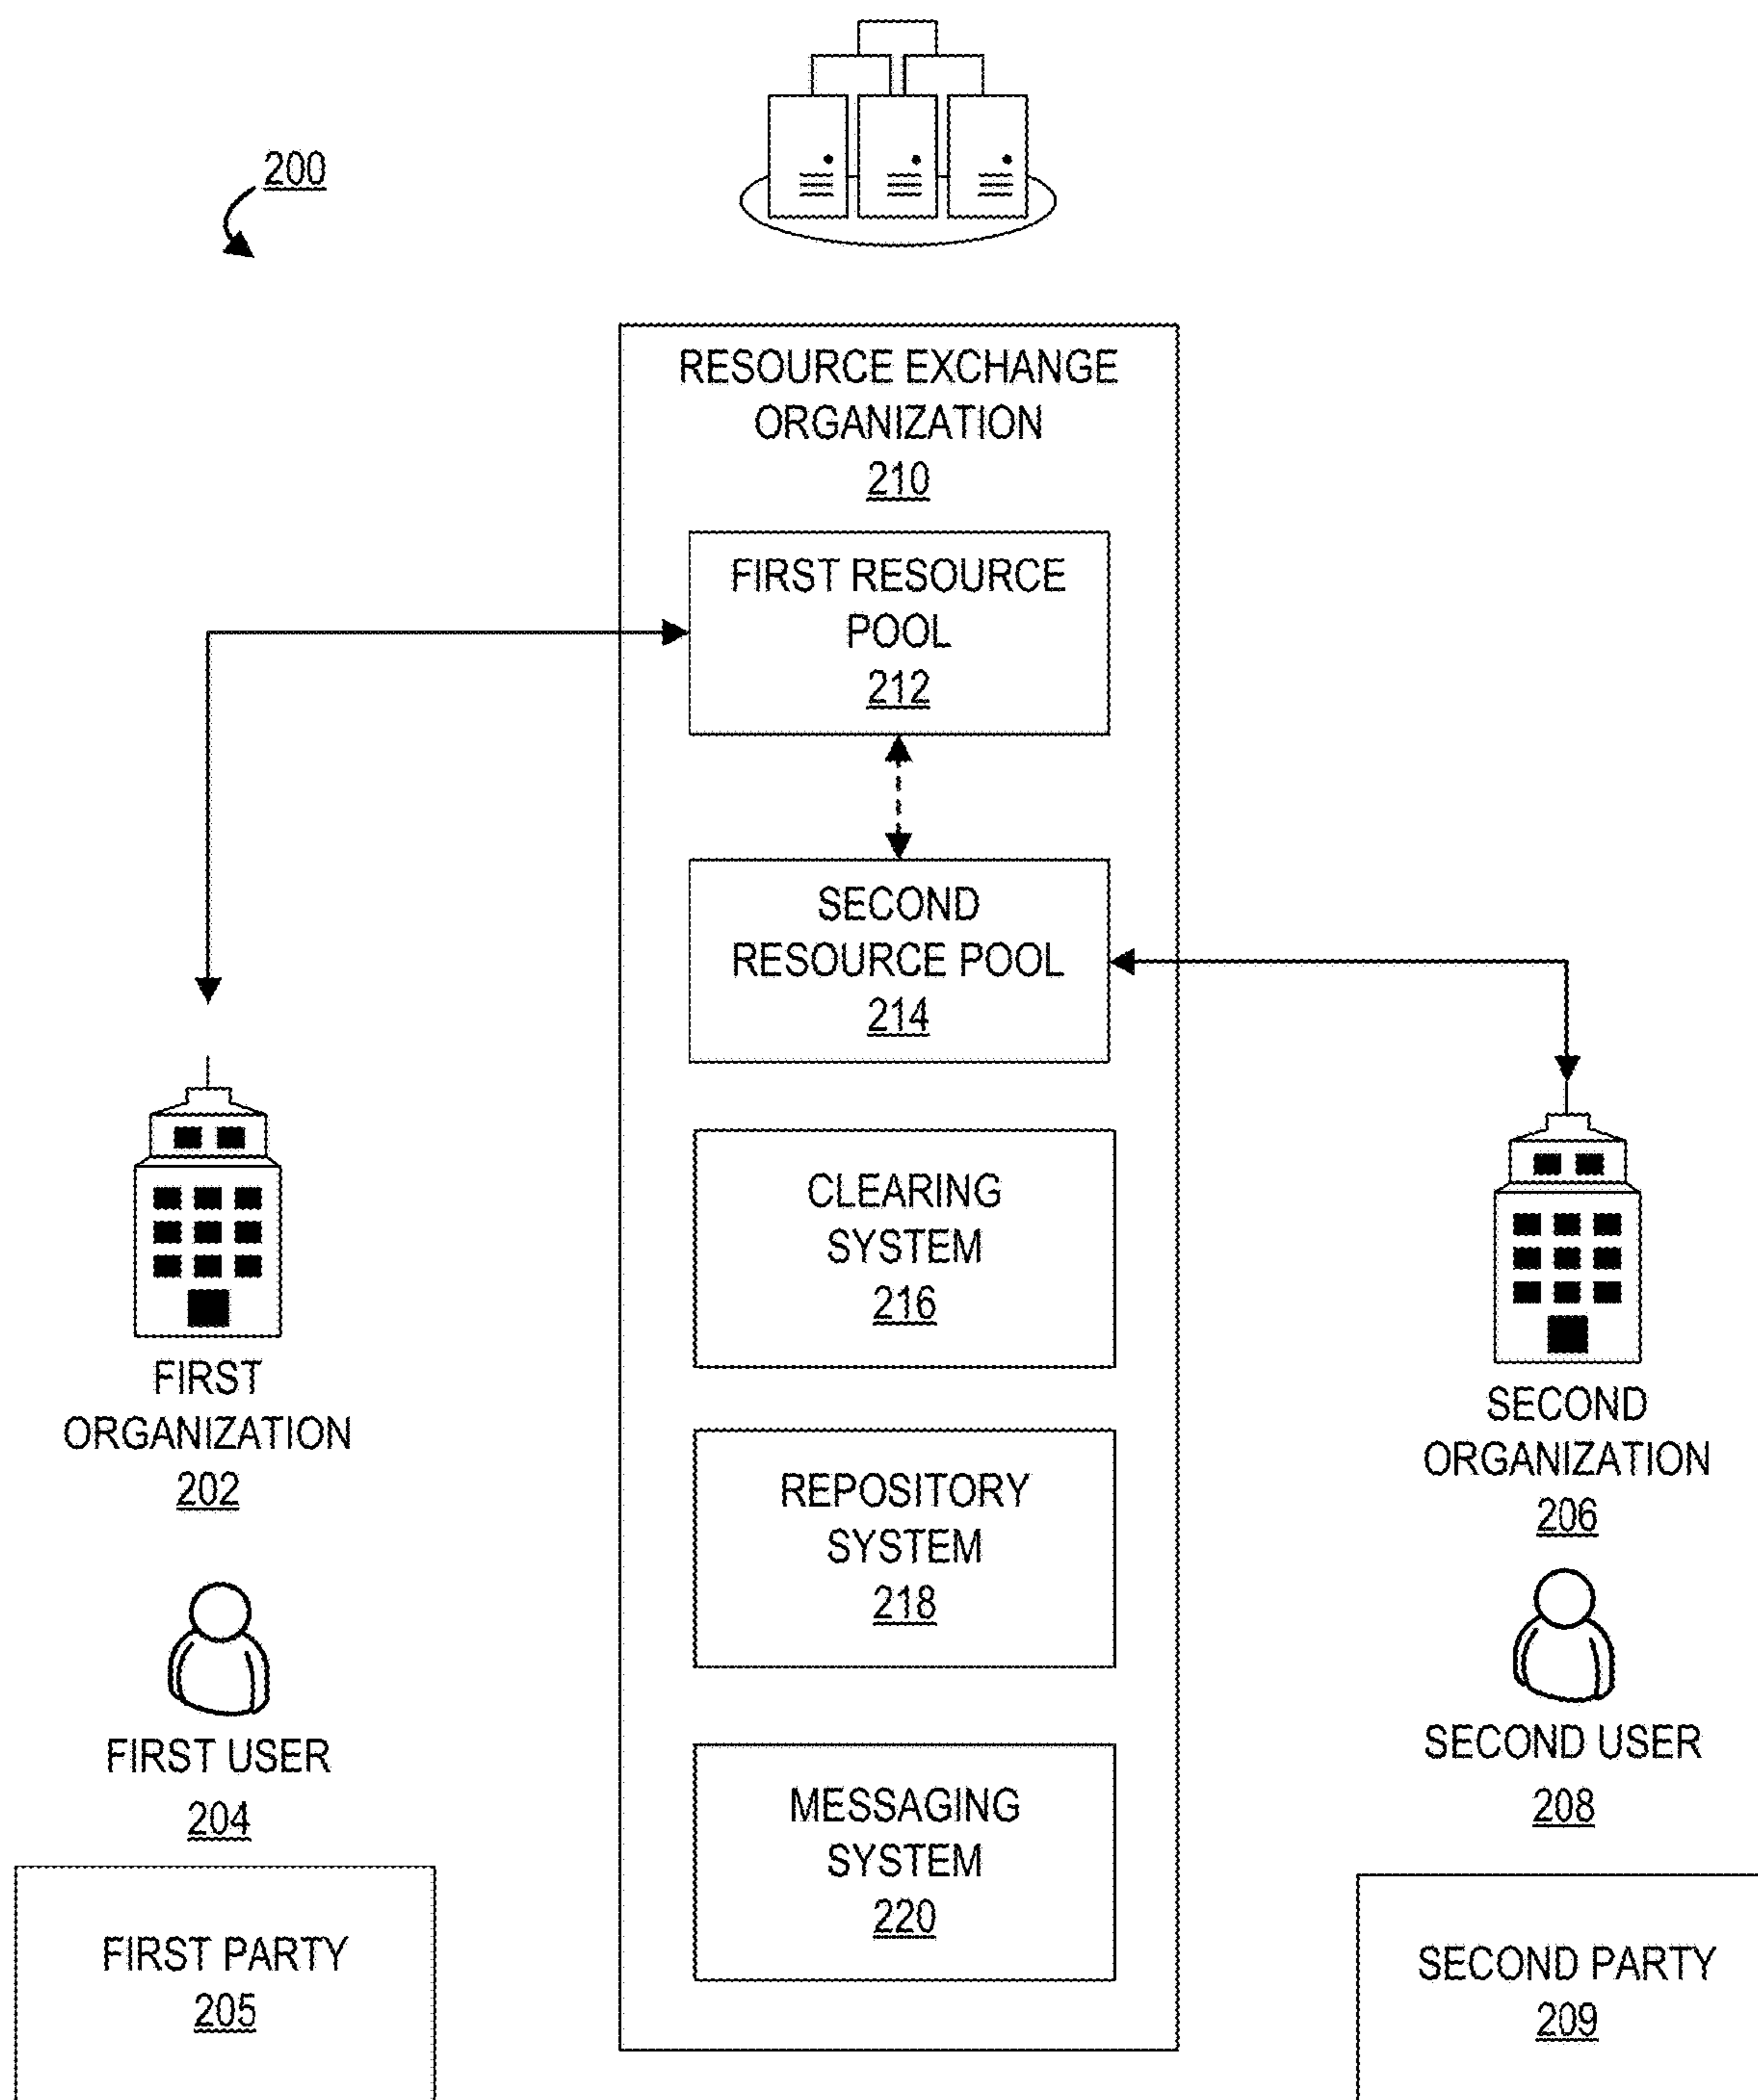 200
RESOURCE EXCHANGE
ORGANIZATION
210
FIRST RESOURCE
POOL
212
SECOND
RESOURCE POOL
214
CLEARING
SYSTEM
216
REPOSITORY
SYSTEM
218
MESSAGING
SYSTEM
220
FIRST
ORGANIZATION
202
FIRST USER
204
FIRST PARTY
205
SECOND
ORGANIZATION
206
SECOND USER
208
SECOND PARTY
209